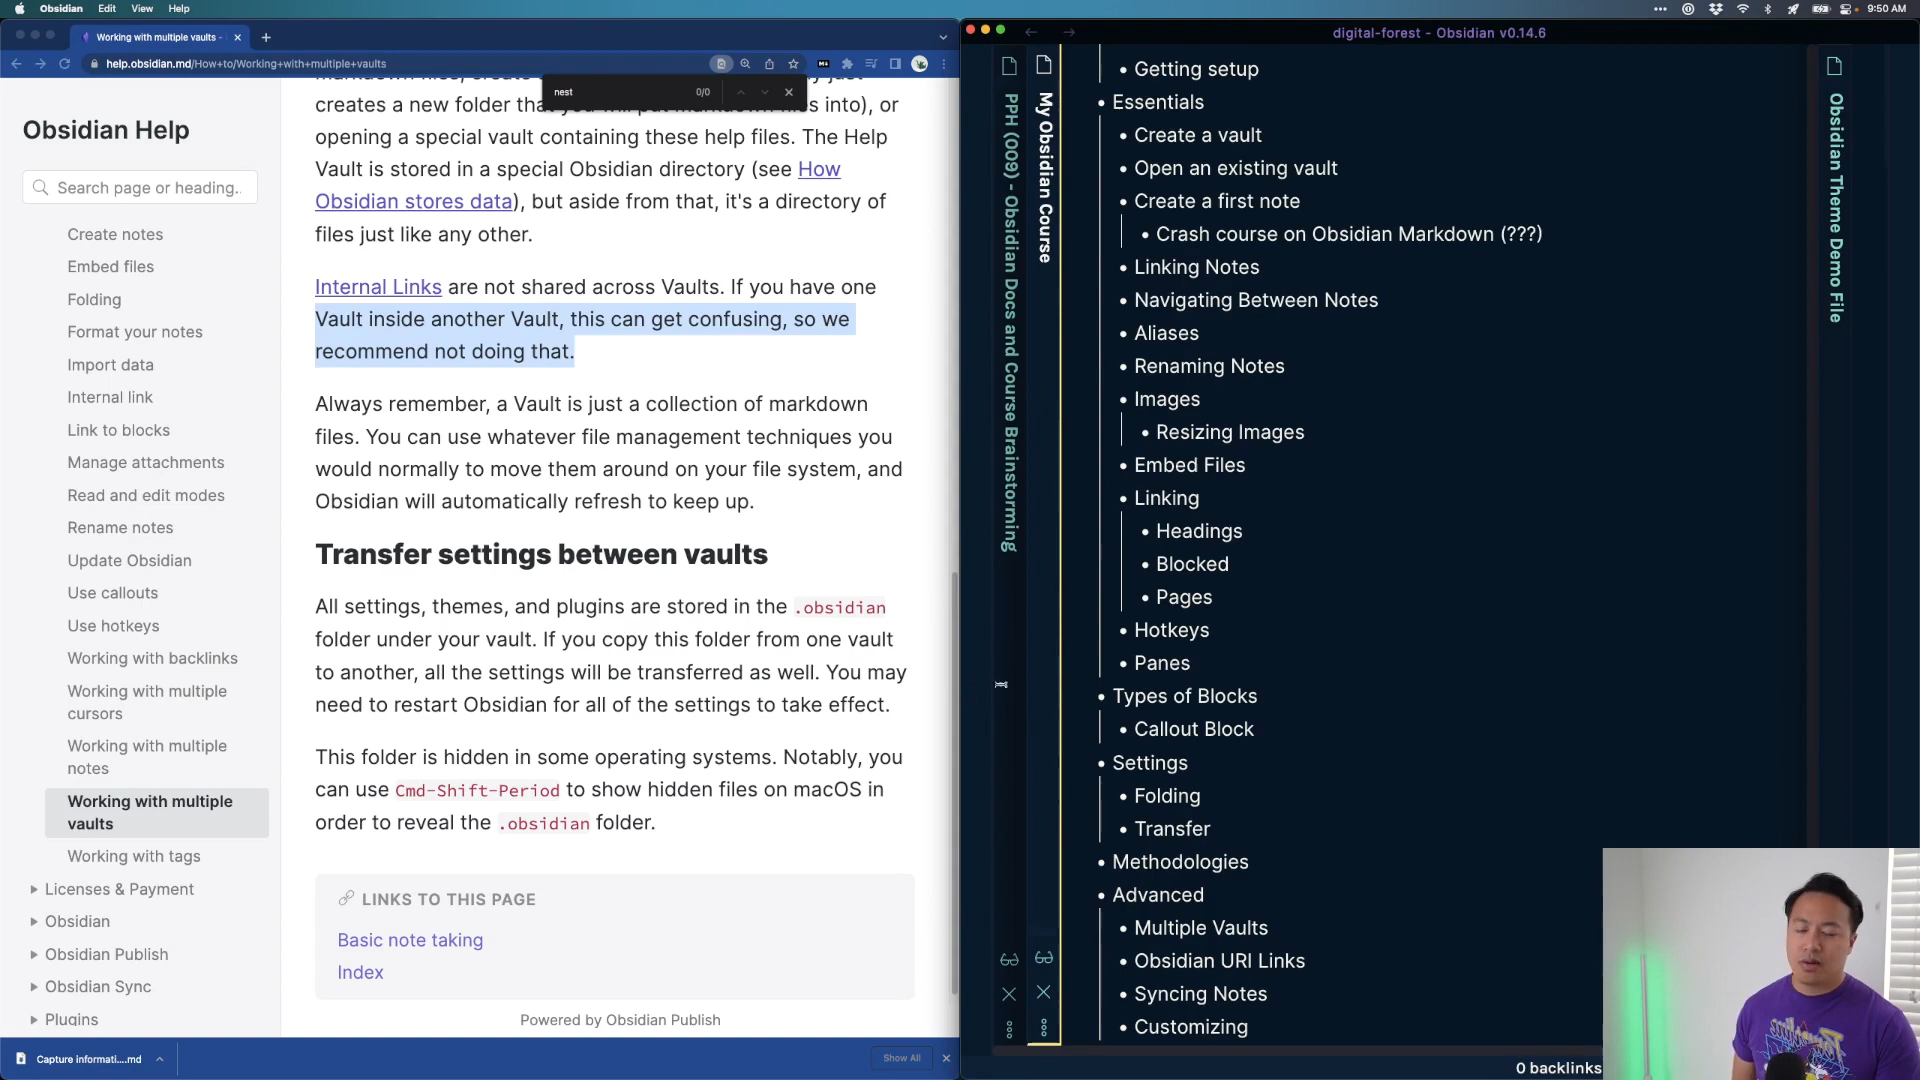 Obsidian Edit View Help
9:50 AM
Working with multiple vaults -
help.obsidian.md/How+to/Working+with+multiple+vaults
nest 0/0
Obsidian Help
Search page or heading..
Create notes
Embed files
Folding
Format your notes
Import data
Internal link
Link to blocks
Manage attachments
Read and edit modes
Rename notes
Update Obsidian
Use callouts
Use hotkeys
Working with backlinks
Working with multiple
cursors
Working with multiple
notes
Working with multiple
vaults
Working with tags
Licenses & Payment
Obsidian
Obsidian Publish
Obsidian Sync
Plugins
creates a new folder that you will put markdown files into), or
opening a special vault containing these help files. The Help
Vault is stored in a special Obsidian directory (see How
Obsidian stores data), but aside from that, it's a directory of
files just like any other.
Internal Links are not shared across Vaults. If you have one
Vault inside another Vault, this can get confusing, so we
recommend not doing that.
Always remember, a Vault is just a collection of markdown
files. You can use whatever file management techniques you
would normally to move them around on your file system, and
Obsidian will automatically refresh to keep up.
Transfer settings between vaults
All settings, themes, and plugins are stored in the .obsidian
folder under your vault. If you copy this folder from one vault
to another, all the settings will be transferred as well. You may
need to restart Obsidian for all of the settings to take effect.
This folder is hidden in some operating systems. Notably, you
can use Cmd-Shift-Period to show hidden files on macOS in
order to reveal the .obsidian folder.
LINKS TO THIS PAGE
Basic note taking
Index
Powered by Obsidian Publish
Capture informati....md
Show All
digital-forest - Obsidian v0.14.6
PPH (009) - Obsidian Docs and Course Brainstorming
My Obsidian Course
• Getting setup
• Essentials
• Create a vault
• Open an existing vault
• Create a first note
• Crash course on Obsidian Markdown (???)
• Linking Notes
• Navigating Between Notes
• Aliases
• Renaming Notes
• Images
• Resizing Images
• Embed Files
• Linking
• Headings
• Blocked
• Pages
• Hotkeys
• Panes
• Types of Blocks
• Callout Block
• Settings
• Folding
• Transfer
• Methodologies
• Advanced
• Multiple Vaults
• Obsidian URI Links
• Syncing Notes
• Customizing
Obsidian Theme Demo File
0 backlinks